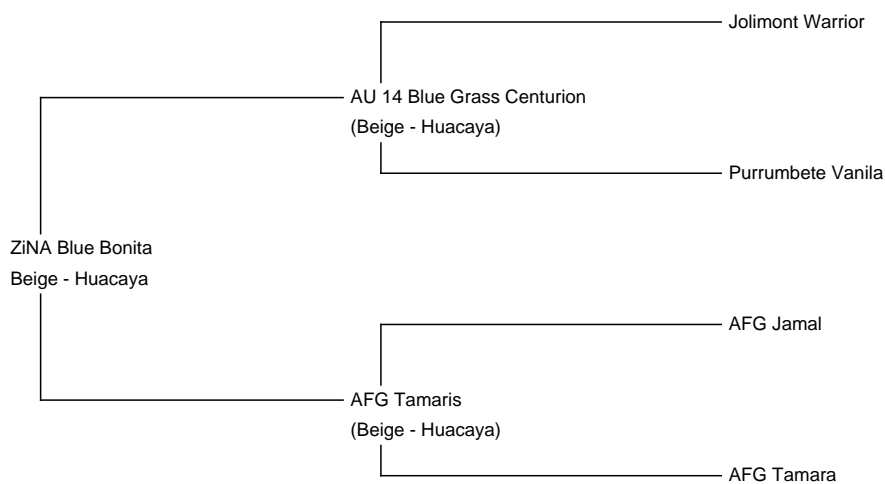 Jolimont Warrior
AU 14 Blue Grass Centurion
(Beige - Huacaya)
Purrumbete Vanila
ZiNA Blue Bonita
Beige - Huacaya
AFG Jamal
AFG Tamaris
(Beige - Huacaya)
AFG Tamara